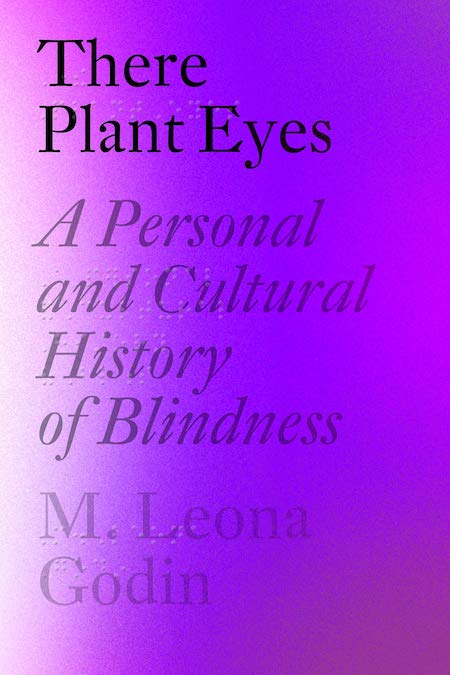 There
Plant Eyes
A Personal
and Cultural
History
of Blindness
M. Leona
Godin